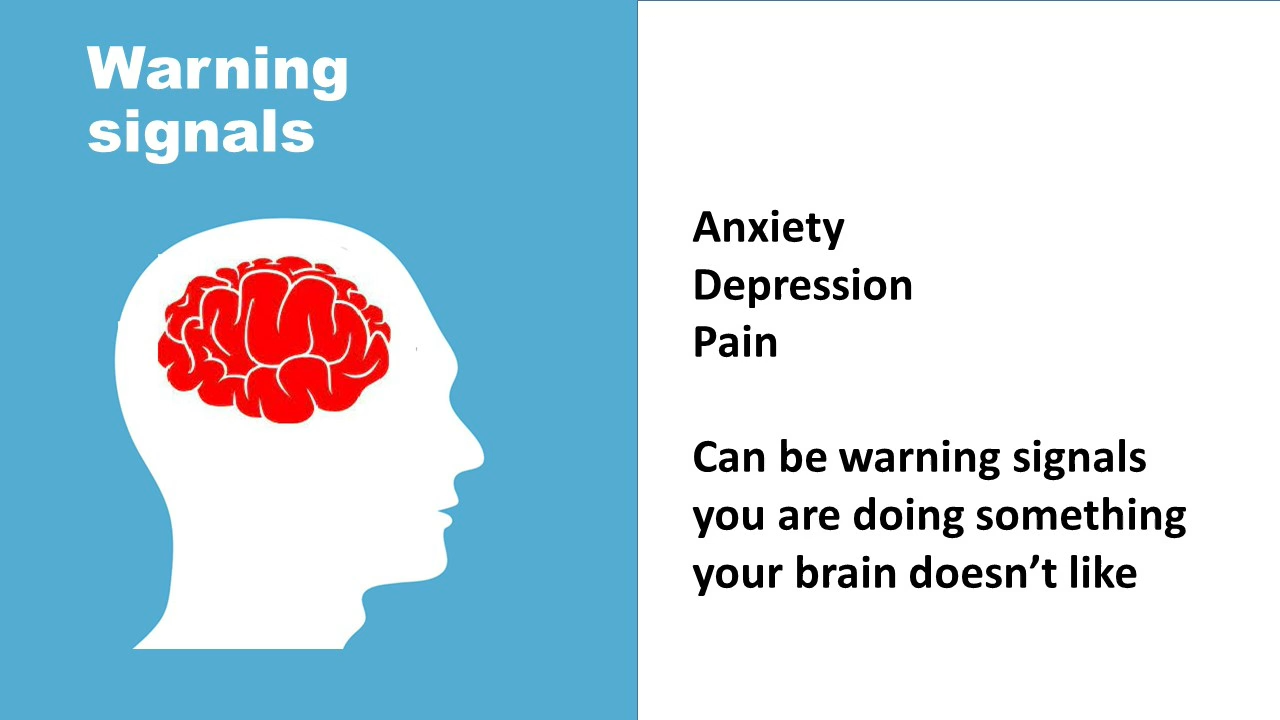 Warning
signals
Anxiety
Depression
Pain
Can be warning signals
you are doing something
your brain doesn’t like